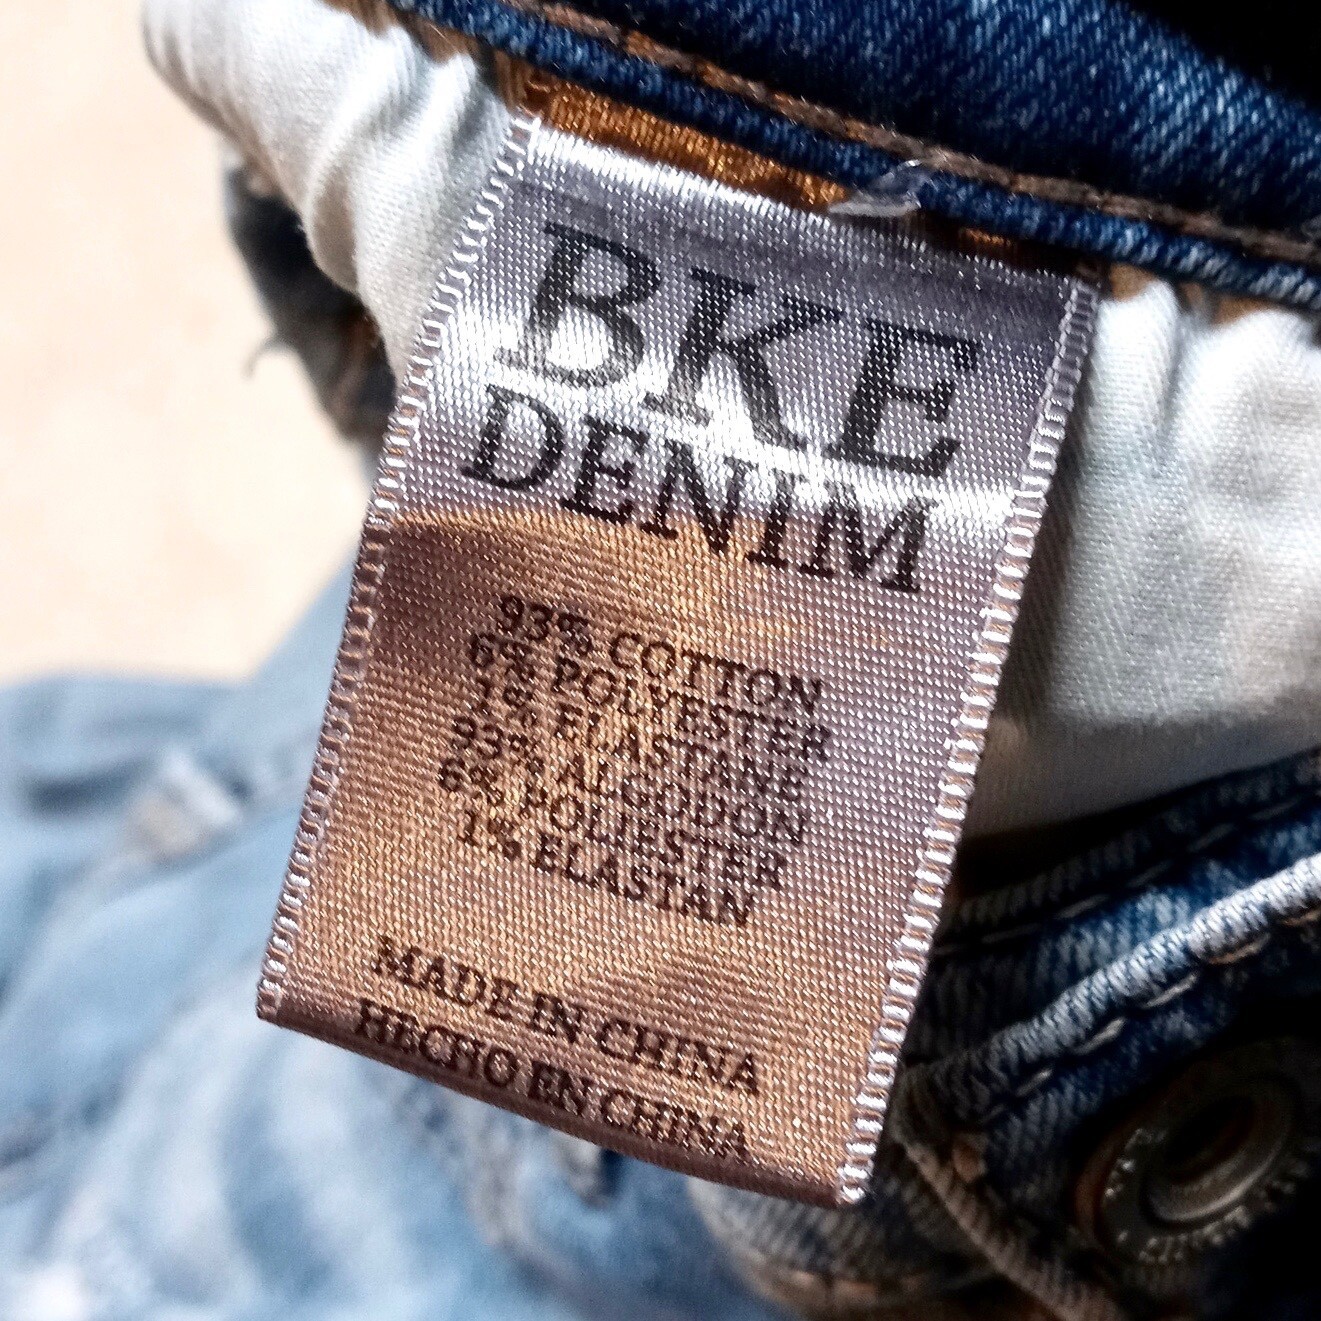 BKE
DENIM
93% COTTON
6% POLYESTER
1% ELASTANE
93% ALGODON
6% POLIESTER
1% ELASTAN
MADE IN CHINA
HECHO EN CHINA